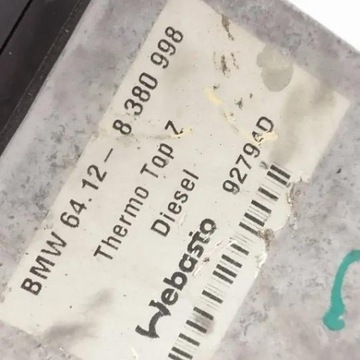 BMW 64.12- 8 380 998
Thermo Top Z
Diesel 92794D
Webasto